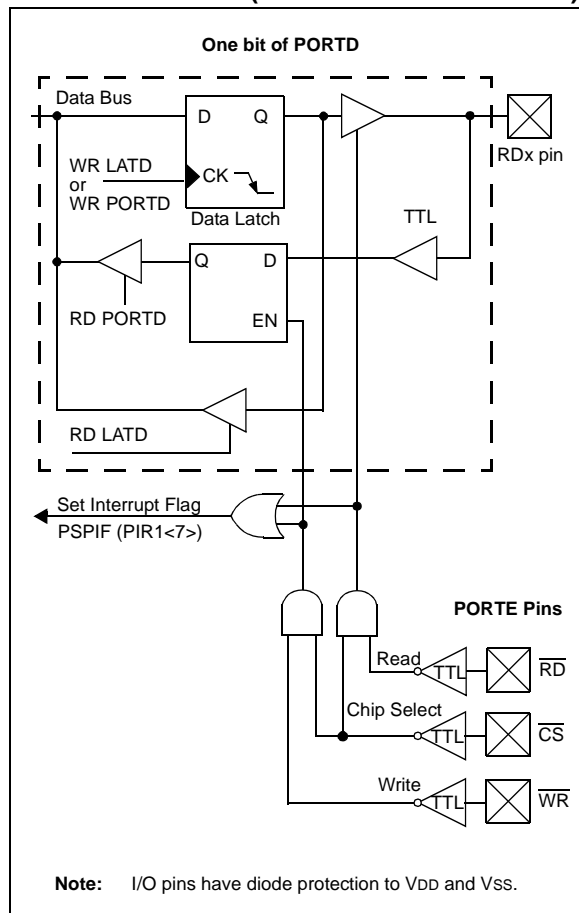 One bit of PORTD
Data Bus
D Q
RDx pin
WR LATD
or
WR PORTD
CK
Data Latch
TTL
Q D
EN
RD PORTD
RD LATD
Set Interrupt Flag
PSPIF (PIR1<7>)
PORTE Pins
Read
TTL
RD
Chip Select
TTL
CS
Write
TTL
WR
Note: I/O pins have diode protection to VDD and VSS.